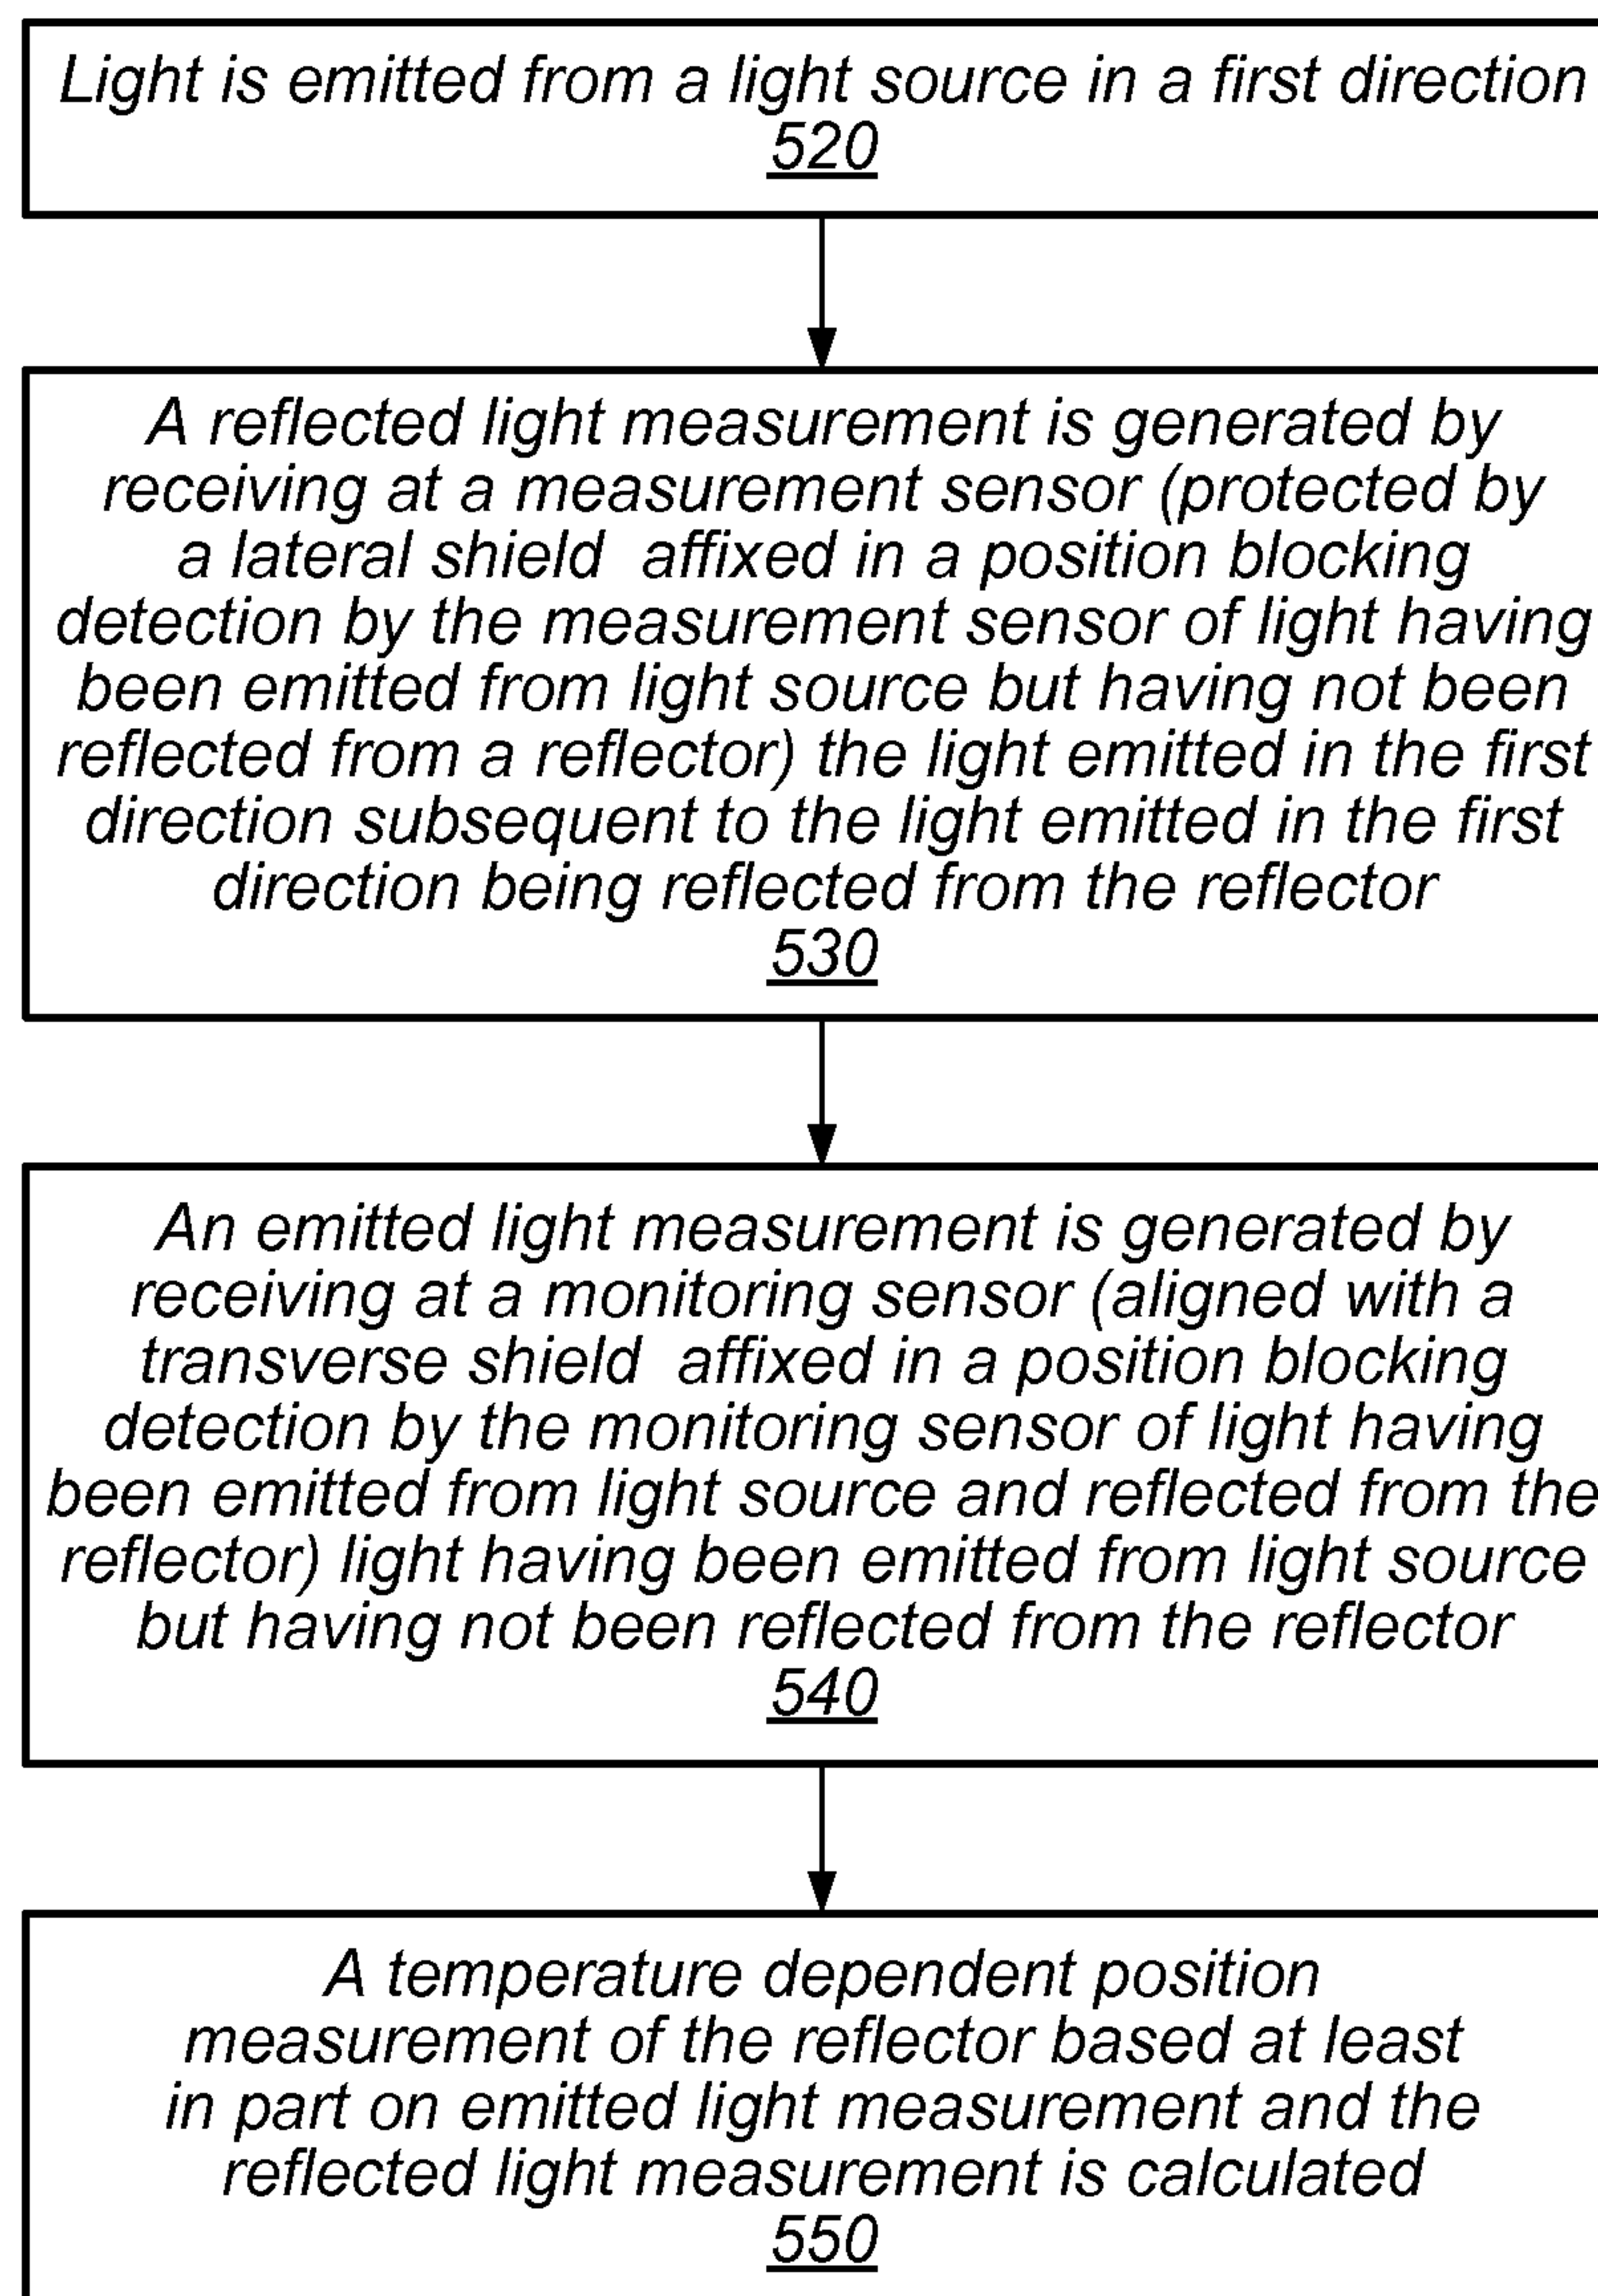 Light is emitted from a light source in a first direction
520
A reflected light measurement is generated by
receiving at a measurement sensor (protected by
a lateral shield affixed in a position blocking
detection by the measurement sensor of light having
been emitted from light source but having not been
reflected from a reflector) the light emitted in the first
direction subsequent to the light emitted in the first
direction being reflected from the reflector
530
An emitted light measurement is generated by
receiving at a monitoring sensor (aligned with a
transverse shield affixed in a position blocking
detection by the monitoring sensor of light having
been emitted from light source and reflected from the
reflector) light having been emitted from light source
but having not been reflected from the reflector
540
A temperature dependent position
measurement of the reflector based at least
in part on emitted light measurement and the
reflected light measurement is calculated
550